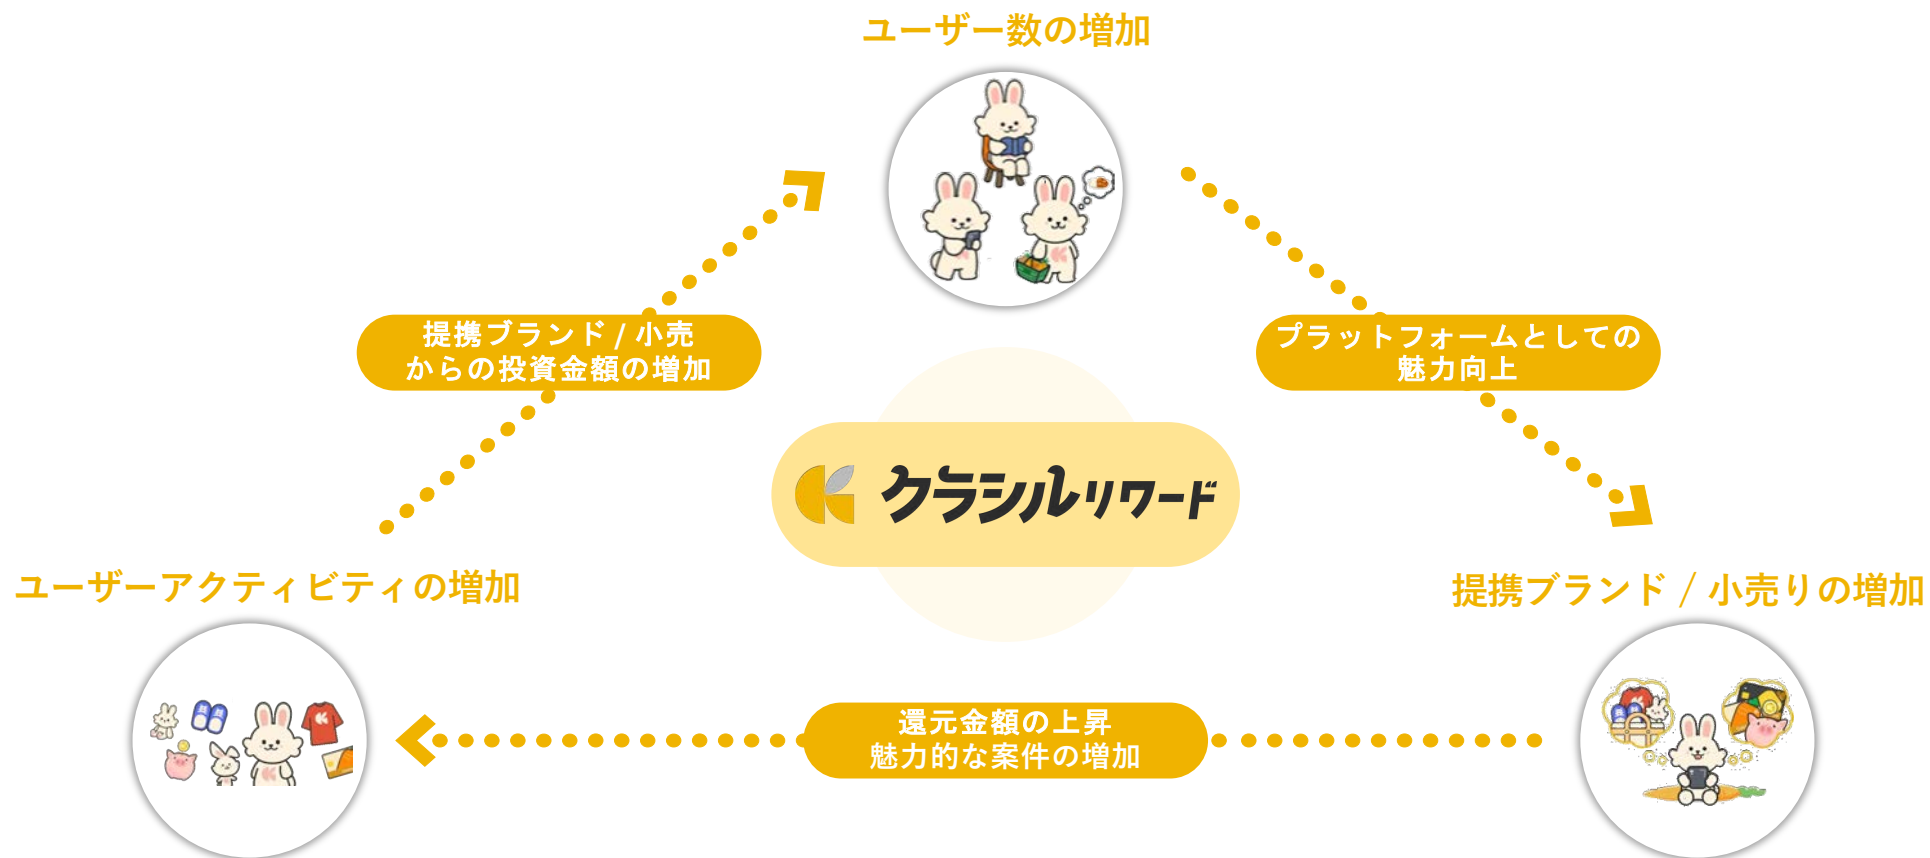 ユーザー数の増加
提携ブランド / 小売
からの投資金額の増加
プラットフォームとしての
魅力向上
クラシルリワード
ユーザーアクティビティの増加
提携ブランド / 小売りの増加
還元金額の上昇
魅力的な案件の増加